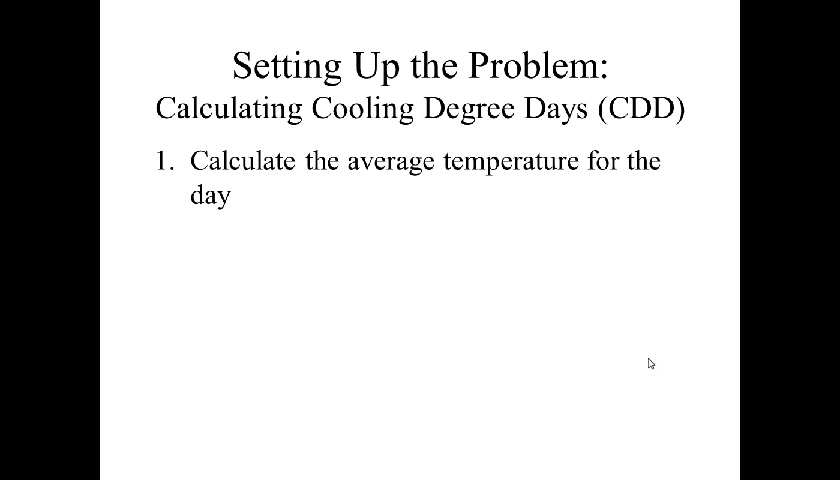 Setting Up the Problem:
Calculating Cooling Degree Days (CDD)
1. Calculate the average temperature for the
day